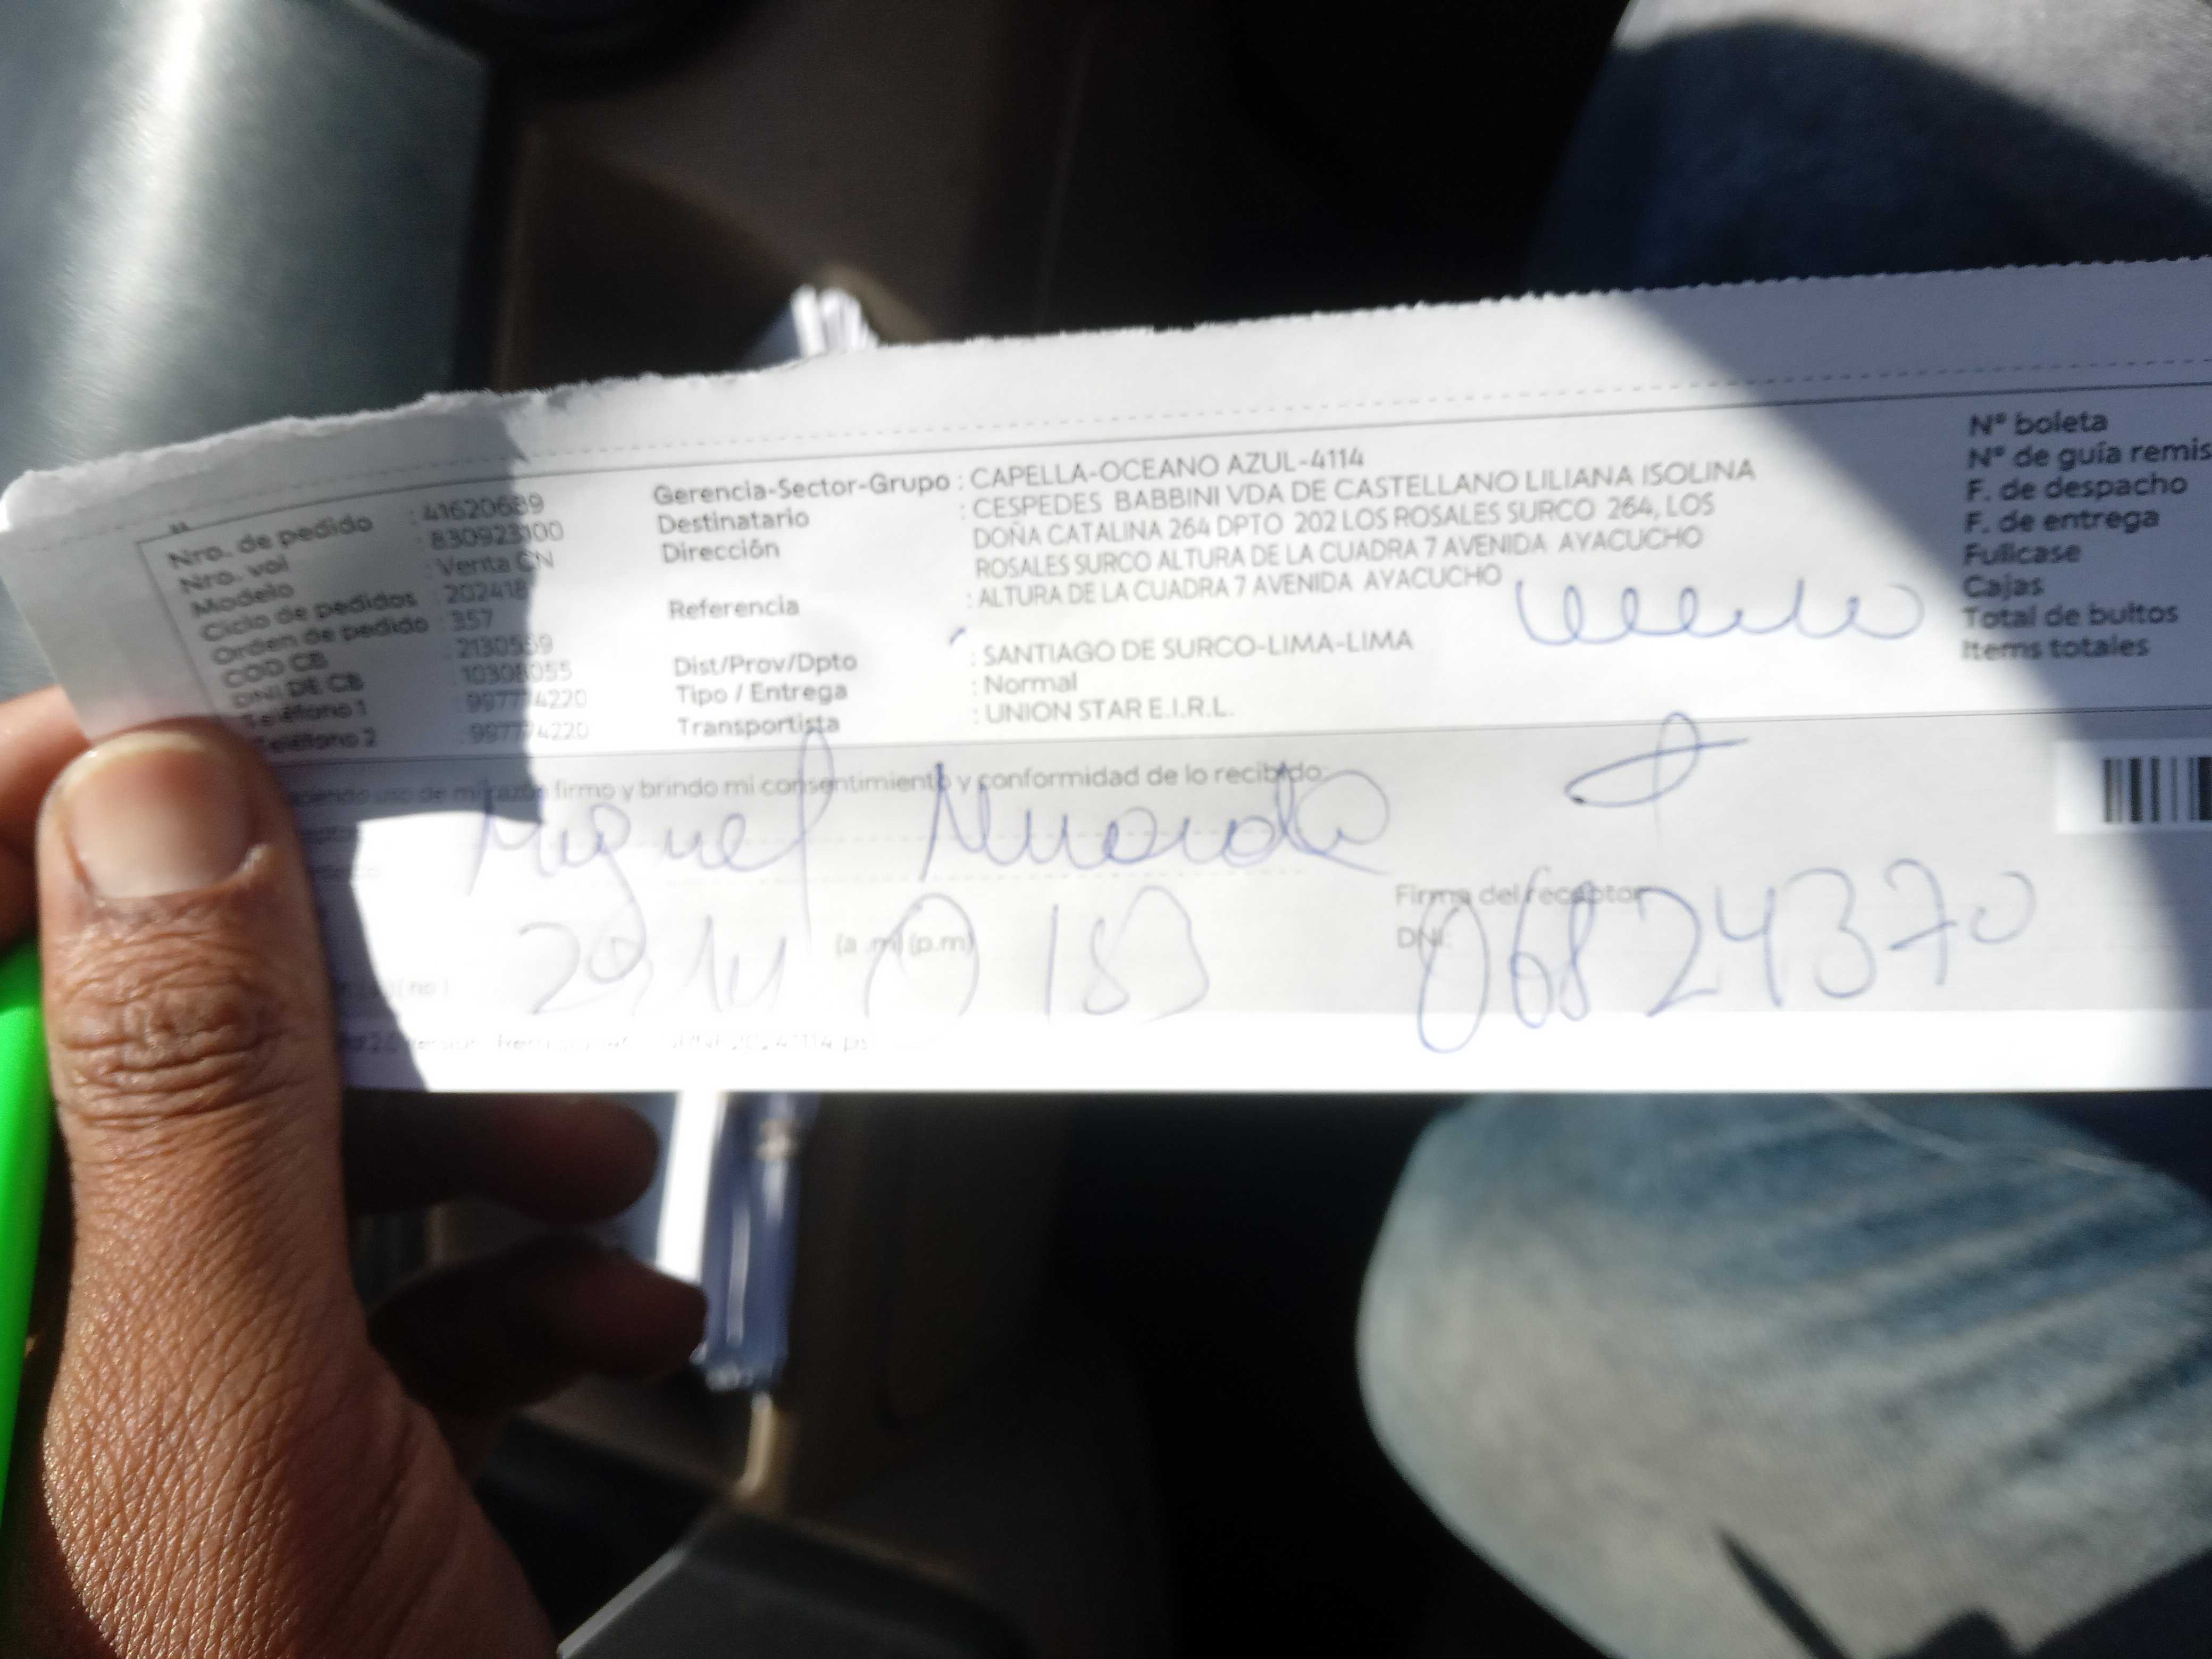 Nro. de pedido : 41620689
Nro. vol : 830923100
Modelo : Venta CN
Ciclo de pedidos : 202418
Orden de pedido : 357
COD CB : 2130559
DNI DE CB : 10308055
Teléfono 1 : 997774220
Teléfono 2 : 997774220
Gerencia-Sector-Grupo : CAPELLA-OCEANO AZUL-4114
Destinatario : CESPEDES BABBINI VDA DE CASTELLANO LILIANA ISOLINA
Dirección : DOÑA CATALINA 264 DPTO 202 LOS ROSALES SURCO 264, LOS
ROSALES SURCO ALTURA DE LA CUADRA 7 AVENIDA AYACUCHO
Referencia : ALTURA DE LA CUADRA 7 AVENIDA AYACUCHO
Dist/Prov/Dpto : SANTIAGO DE SURCO-LIMA-LIMA
Tipo / Entrega : Normal
Transportista : UNION STAR E.I.R.L.
N° boleta
N° de guía remis
F. de despacho
F. de entrega
Fullcase
Cajas
Total de bultos
Items totales
uso de mi razón firmo y brindo mi consentimiento y conformidad de lo recibido:
Miguel
(a .m) (p.m)
Firma del receptor
DNI: 06824370
( no )